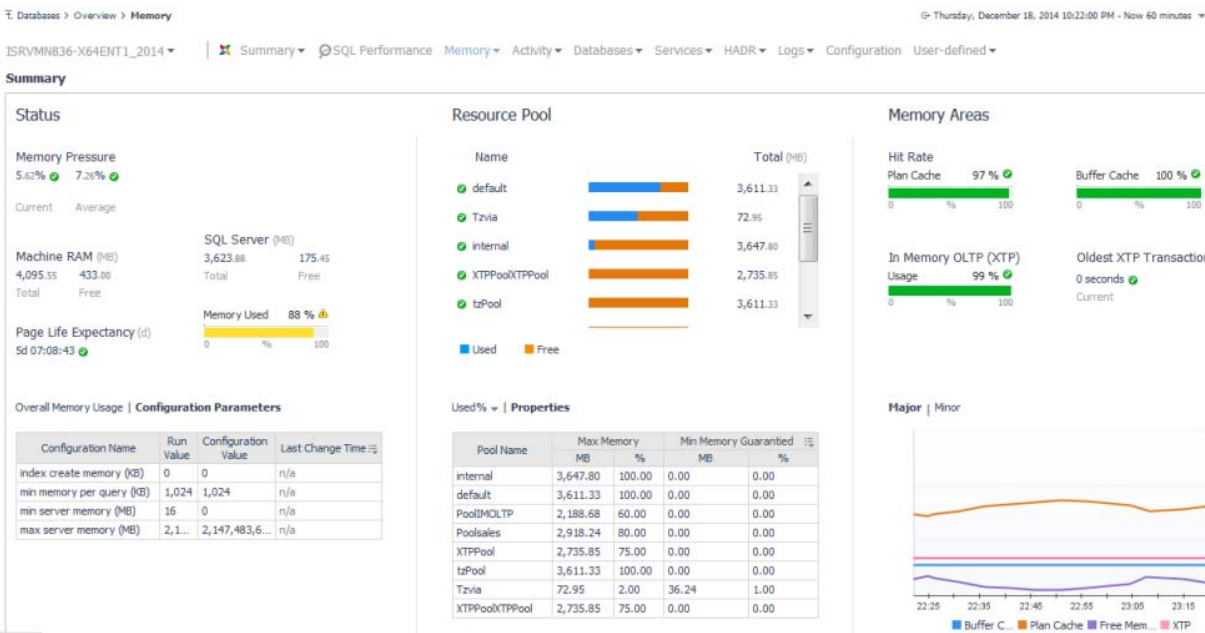 Databases > Overview > Memory
Thursday, December 18, 2014 10:22:00 PM - Now 60 minutes
ISRVMN836-X64ENT1_2014 | Summary SQL Performance Memory Activity Databases Services HADR Logs Configuration User-defined
Summary
Status
Memory Pressure
5.62% 7.26%
Current Average
Machine RAM (MB)
4,095.55 433.00
Total Free
SQL Server (MB)
3,623.88 175.45
Total Free
Memory Used 88 %
0 % 100
Page Life Expectancy (d)
5d 07:08:43
Overall Memory Usage | Configuration Parameters
Configuration Name Run Value Configuration Value Last Change Time
index create memory (KB) 0 0 n/a
min memory per query (KB) 1,024 1,024 n/a
min server memory (MB) 16 0 n/a
max server memory (MB) 2,1... 2,147,483,6... n/a
Resource Pool
Name Total (MB)
default 3,611.33
Tzvia 72.95
internal 3,647.80
XTPPoolXTPPool 2,735.85
tzPool 3,611.33
Used Free
Used% | Properties
Pool Name Max Memory Min Memory Guarantied
MB % MB %
internal 3,647.80 100.00 0.00 0.00
default 3,611.33 100.00 0.00 0.00
PoolIMOLTP 2,188.68 60.00 0.00 0.00
Poolsales 2,918.24 80.00 0.00 0.00
XTPPool 2,735.85 75.00 0.00 0.00
tzPool 3,611.33 100.00 0.00 0.00
Tzvia 72.95 2.00 36.24 1.00
XTPPoolXTPPool 2,735.85 75.00 0.00 0.00
Memory Areas
Hit Rate
Plan Cache 97 %
0 % 100
Buffer Cache 100 %
0 % 100
In Memory OLTP (XTP)
Usage 99 %
0 % 100
Oldest XTP Transaction
0 seconds
Current
Major | Minor
22:25 22:35 22:45 22:55 23:05 23:15
Buffer C... Plan Cache Free Mem... XTP